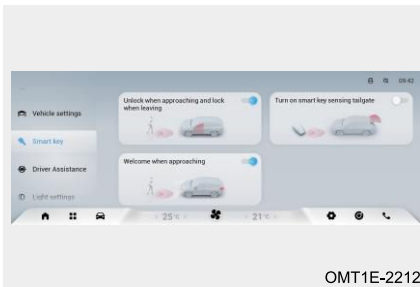 09:42
Vehicle settings
Smart key
Driver Assistance
Light settings
Unlock when approaching and lock
when leaving
Turn on smart key sensing tailgate
Welcome when approaching
25 °c
21 °c
OMT1E-2212